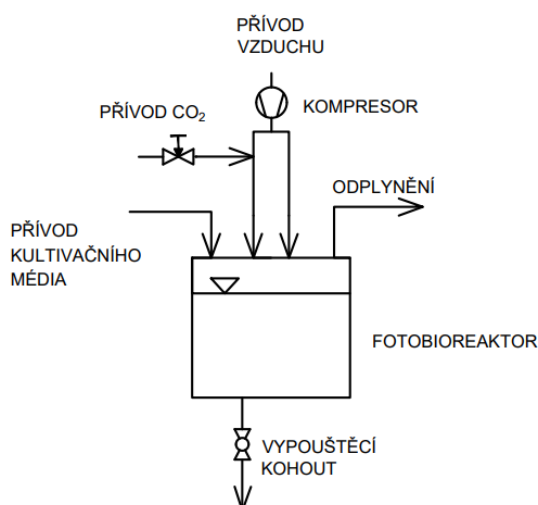 PŘÍVOD
VZDUCHU
KOMPRESOR
PŘÍVOD CO₂
ODPLYNĚNÍ
PŘÍVOD
KULTIVAČNÍHO
MÉDIA
FOTOBIOREAKTOR
VYPOUŠTĚCÍ
KOHOUT